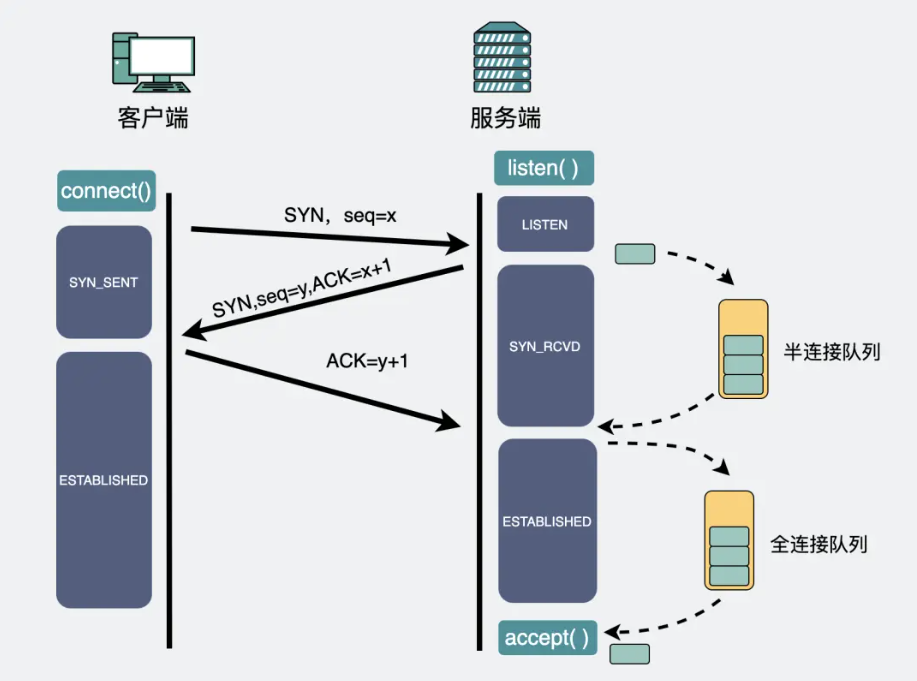 客户端
服务端
listen( )
connect()
SYN，seq=x
LISTEN
SYN,seq=y,ACK=x+1
SYN_SENT
SYN_RCVD
半连接队列
ACK=y+1
ESTABLISHED
ESTABLISHED
全连接队列
accept( )